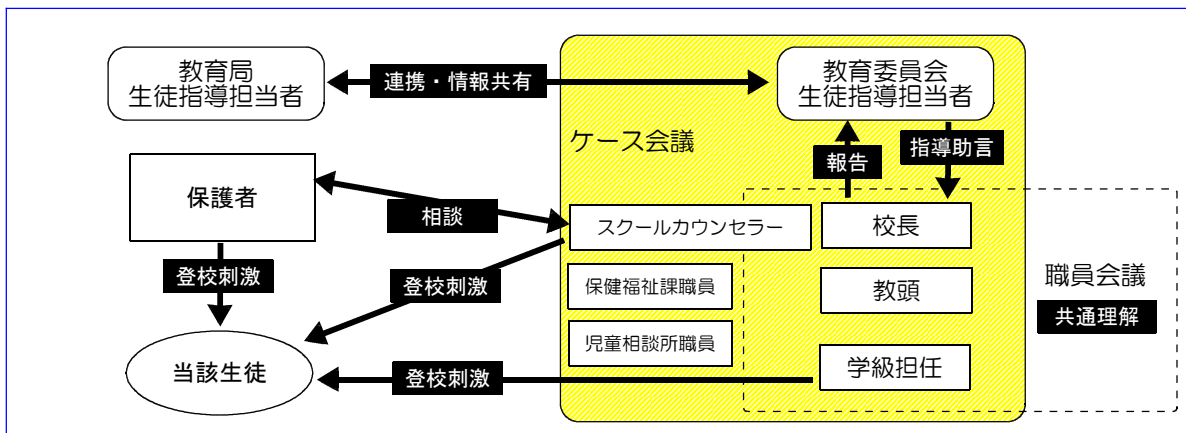 教育局
生徒指導担当者
連携・情報共有
教育委員会
生徒指導担当者
ケース会議
報告
指導助言
保護者
相談
スクールカウンセラー
校長
登校刺激
登校刺激
保健福祉課職員
教頭
職員会議
共通理解
児童相談所職員
当該生徒
登校刺激
学級担任